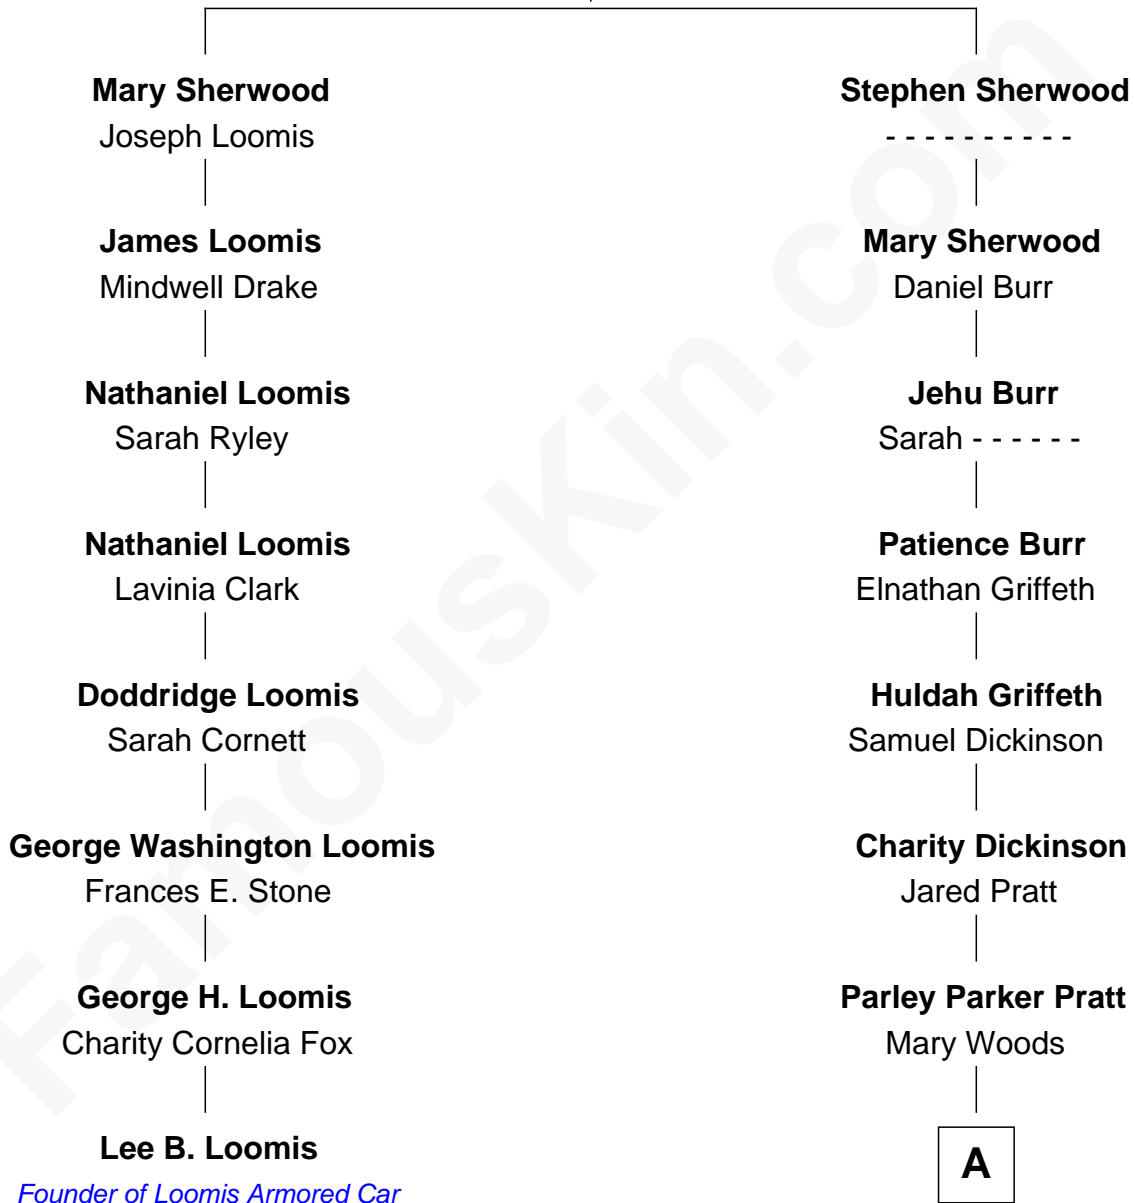 Mary Sherwood
Joseph Loomis
James Loomis
Mindwell Drake
Nathaniel Loomis
Sarah Ryley
Nathaniel Loomis
Lavinia Clark
Doddridge Loomis
Sarah Cornett
George Washington Loomis
Frances E. Stone
George H. Loomis
Charity Cornelia Fox
Lee B. Loomis
Founder of Loomis Armored Car
Stephen Sherwood
- - - - - - - - - -
Mary Sherwood
Daniel Burr
Jehu Burr
Sarah - - - - - -
Patience Burr
Elnathan Griffeth
Huldah Griffeth
Samuel Dickinson
Charity Dickinson
Jared Pratt
Parley Parker Pratt
Mary Woods
A
FamousKin.com